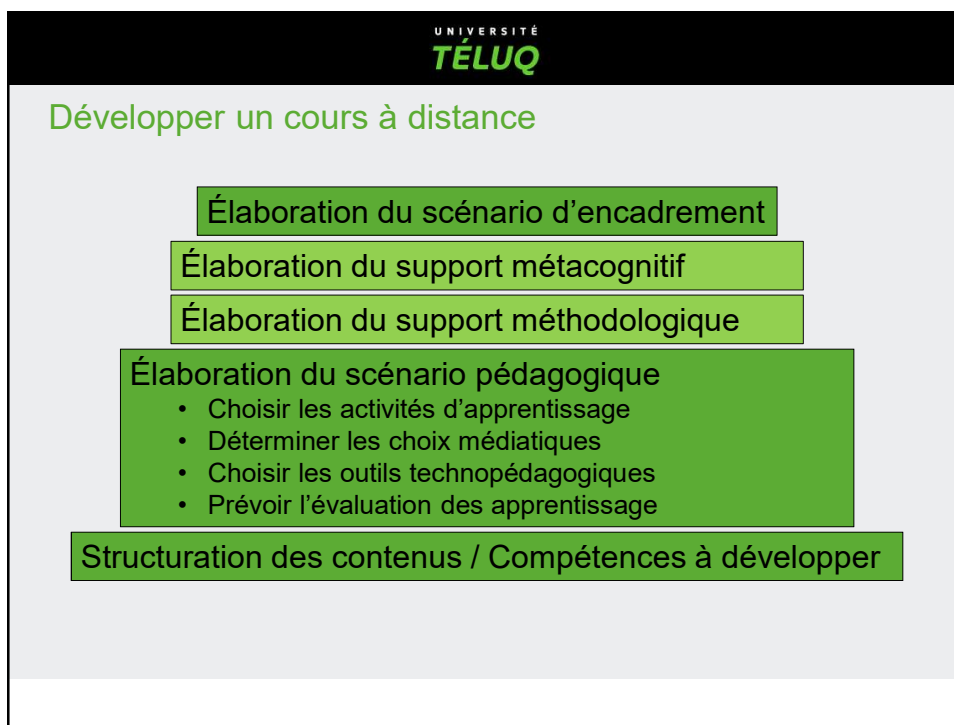 UNIVERSITÉ
TÉLUQ
Développer un cours à distance
Élaboration du scénario d’encadrement
Élaboration du support métacognitif
Élaboration du support méthodologique
Élaboration du scénario pédagogique
• Choisir les activités d’apprentissage
• Déterminer les choix médiatiques
• Choisir les outils technopédagogiques
• Prévoir l’évaluation des apprentissage
Structuration des contenus / Compétences à développer